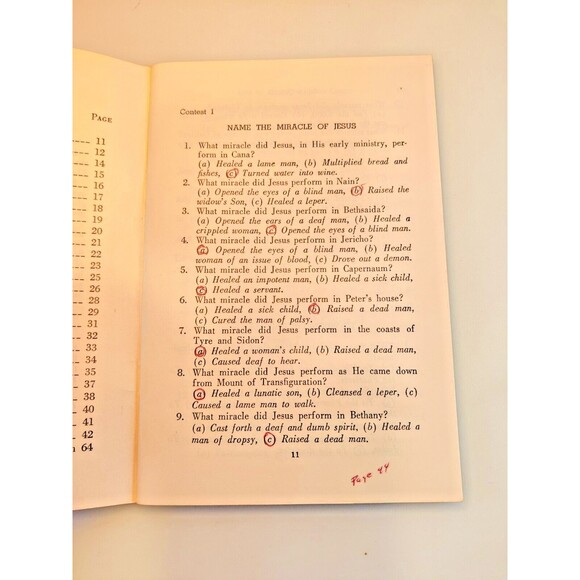 PAGE
---- 11
---- 12
---- 14
---- 15
---- 16
---- 17
---- 18
---- 19
---- 20
---- 21
---- 22
---- 23
---- 24
---- 25
---- 26
---- 28
---- 29
---- 31
---- 32
---- 33
---- 34
---- 35
---- 37
---- 38
---- 40
---- 41
---- 42
n 64
Contest 1
NAME THE MIRACLE OF JESUS
1. What miracle did Jesus, in His early ministry, per-
form in Cana?
(a) Healed a lame man, (b) Multiplied bread and
fishes, (c) Turned water into wine.
2. What miracle did Jesus perform in Nain?
(a) Opened the eyes of a blind man, (b) Raised the
widow's Son, (c) Healed a leper.
3. What miracle did Jesus perform in Bethsaida?
(a) Opened the ears of a deaf man, (b) Healed a
crippled woman, (c) Opened the eyes of a blind man.
4. What miracle did Jesus perform in Jericho?
(a) Opened the eyes of a blind man, (b) Healed
woman of an issue of blood, (c) Drove out a demon.
5. What miracle did Jesus perform in Capernaum?
(a) Healed an impotent man, (b) Healed a sick child,
(c) Healed a servant.
6. What miracle did Jesus perform in Peter's house?
(a) Healed a sick child, (b) Raised a dead man,
(c) Cured the man of palsy.
7. What miracle did Jesus perform in the coasts of
Tyre and Sidon?
(a) Healed a woman's child, (b) Raised a dead man,
(c) Caused deaf to hear.
8. What miracle did Jesus perform as He came down
from Mount of Transfiguration?
(a) Healed a lunatic son, (b) Cleansed a leper, (c)
Caused a lame man to walk.
9. What miracle did Jesus perform in Bethany?
(a) Cast forth a deaf and dumb spirit, (b) Healed a
man of dropsy, (c) Raised a dead man.
11
Page 44